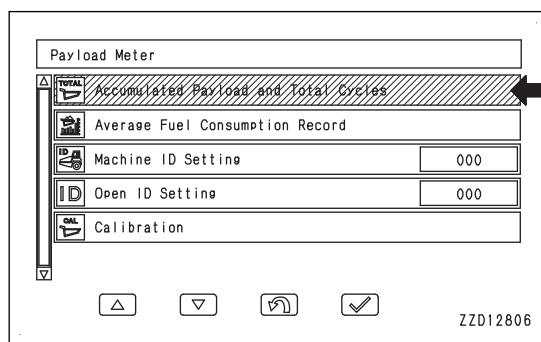 Payload Meter
TOTAL Accumulated Payload and Total Cycles
Average Fuel Consumption Record
ID Machine ID Setting 000
ID Open ID Setting 000
CAL Calibration
ZZD12806